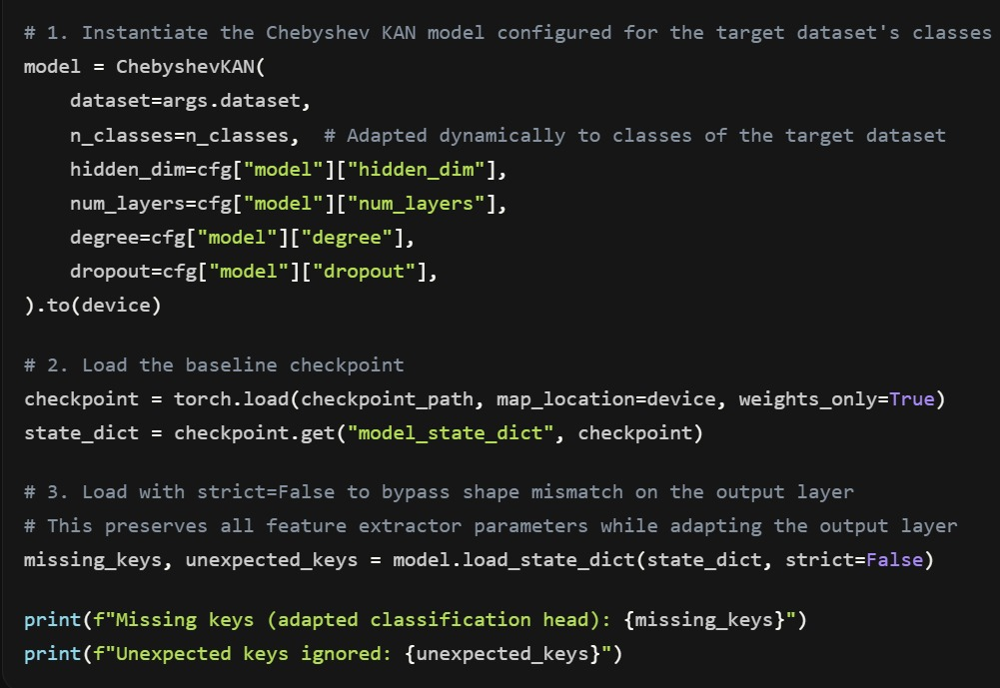 # 1. Instantiate the Chebyshev KAN model configured for the target dataset's classes
model = ChebyshevKAN(
    dataset=args.dataset,
    n_classes=n_classes,  # Adapted dynamically to classes of the target dataset
    hidden_dim=cfg["model"]["hidden_dim"],
    num_layers=cfg["model"]["num_layers"],
    degree=cfg["model"]["degree"],
    dropout=cfg["model"]["dropout"],
).to(device)
# 2. Load the baseline checkpoint
checkpoint = torch.load(checkpoint_path, map_location=device, weights_only=True)
state_dict = checkpoint.get("model_state_dict", checkpoint)
# 3. Load with strict=False to bypass shape mismatch on the output layer
# This preserves all feature extractor parameters while adapting the output layer
missing_keys, unexpected_keys = model.load_state_dict(state_dict, strict=False)
print(f"Missing keys (adapted classification head): {missing_keys}")
print(f"Unexpected keys ignored: {unexpected_keys}")